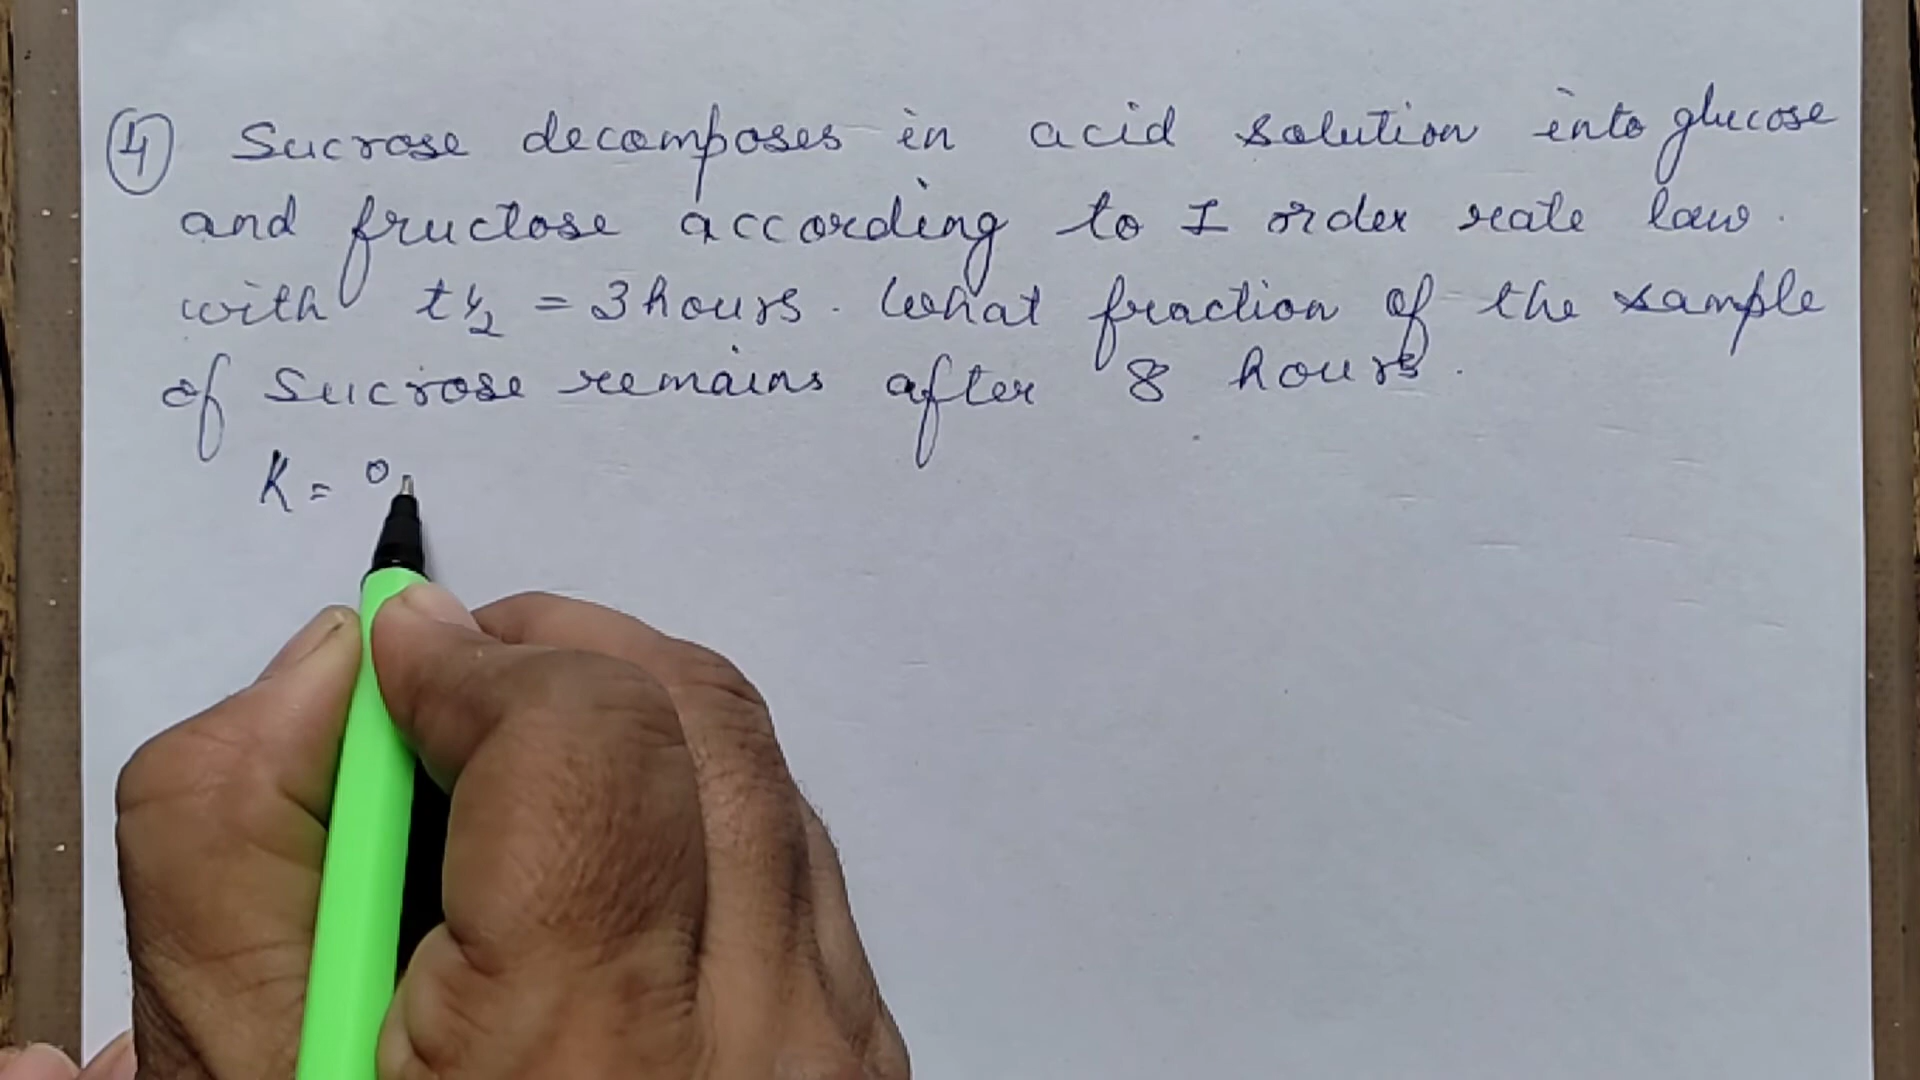 4 Sucrose decomposes in acid solution into glucose
and fructose according to I order rate law.
with t1/2 = 3 hours. What fraction of the sample
of sucrose remains after 8 hours.
K = 0.